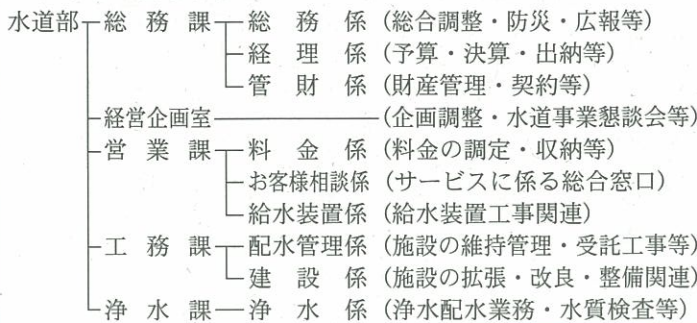 水道部 総務課 総務係 (総合調整・防災・広報等)
経理係 (予算・決算・出納等)
管財係 (財産管理・契約等)
経営企画室 (企画調整・水道事業懇談会等)
営業課 料金係 (料金の調定・収納等)
お客様相談係 (サービスに係る総合窓口)
給水装置係 (給水装置工事関連)
工務課 配水管理係 (施設の維持管理・受託工事等)
建設係 (施設の拡張・改良・整備関連)
浄水課 浄水係 (浄水配水業務・水質検査等)